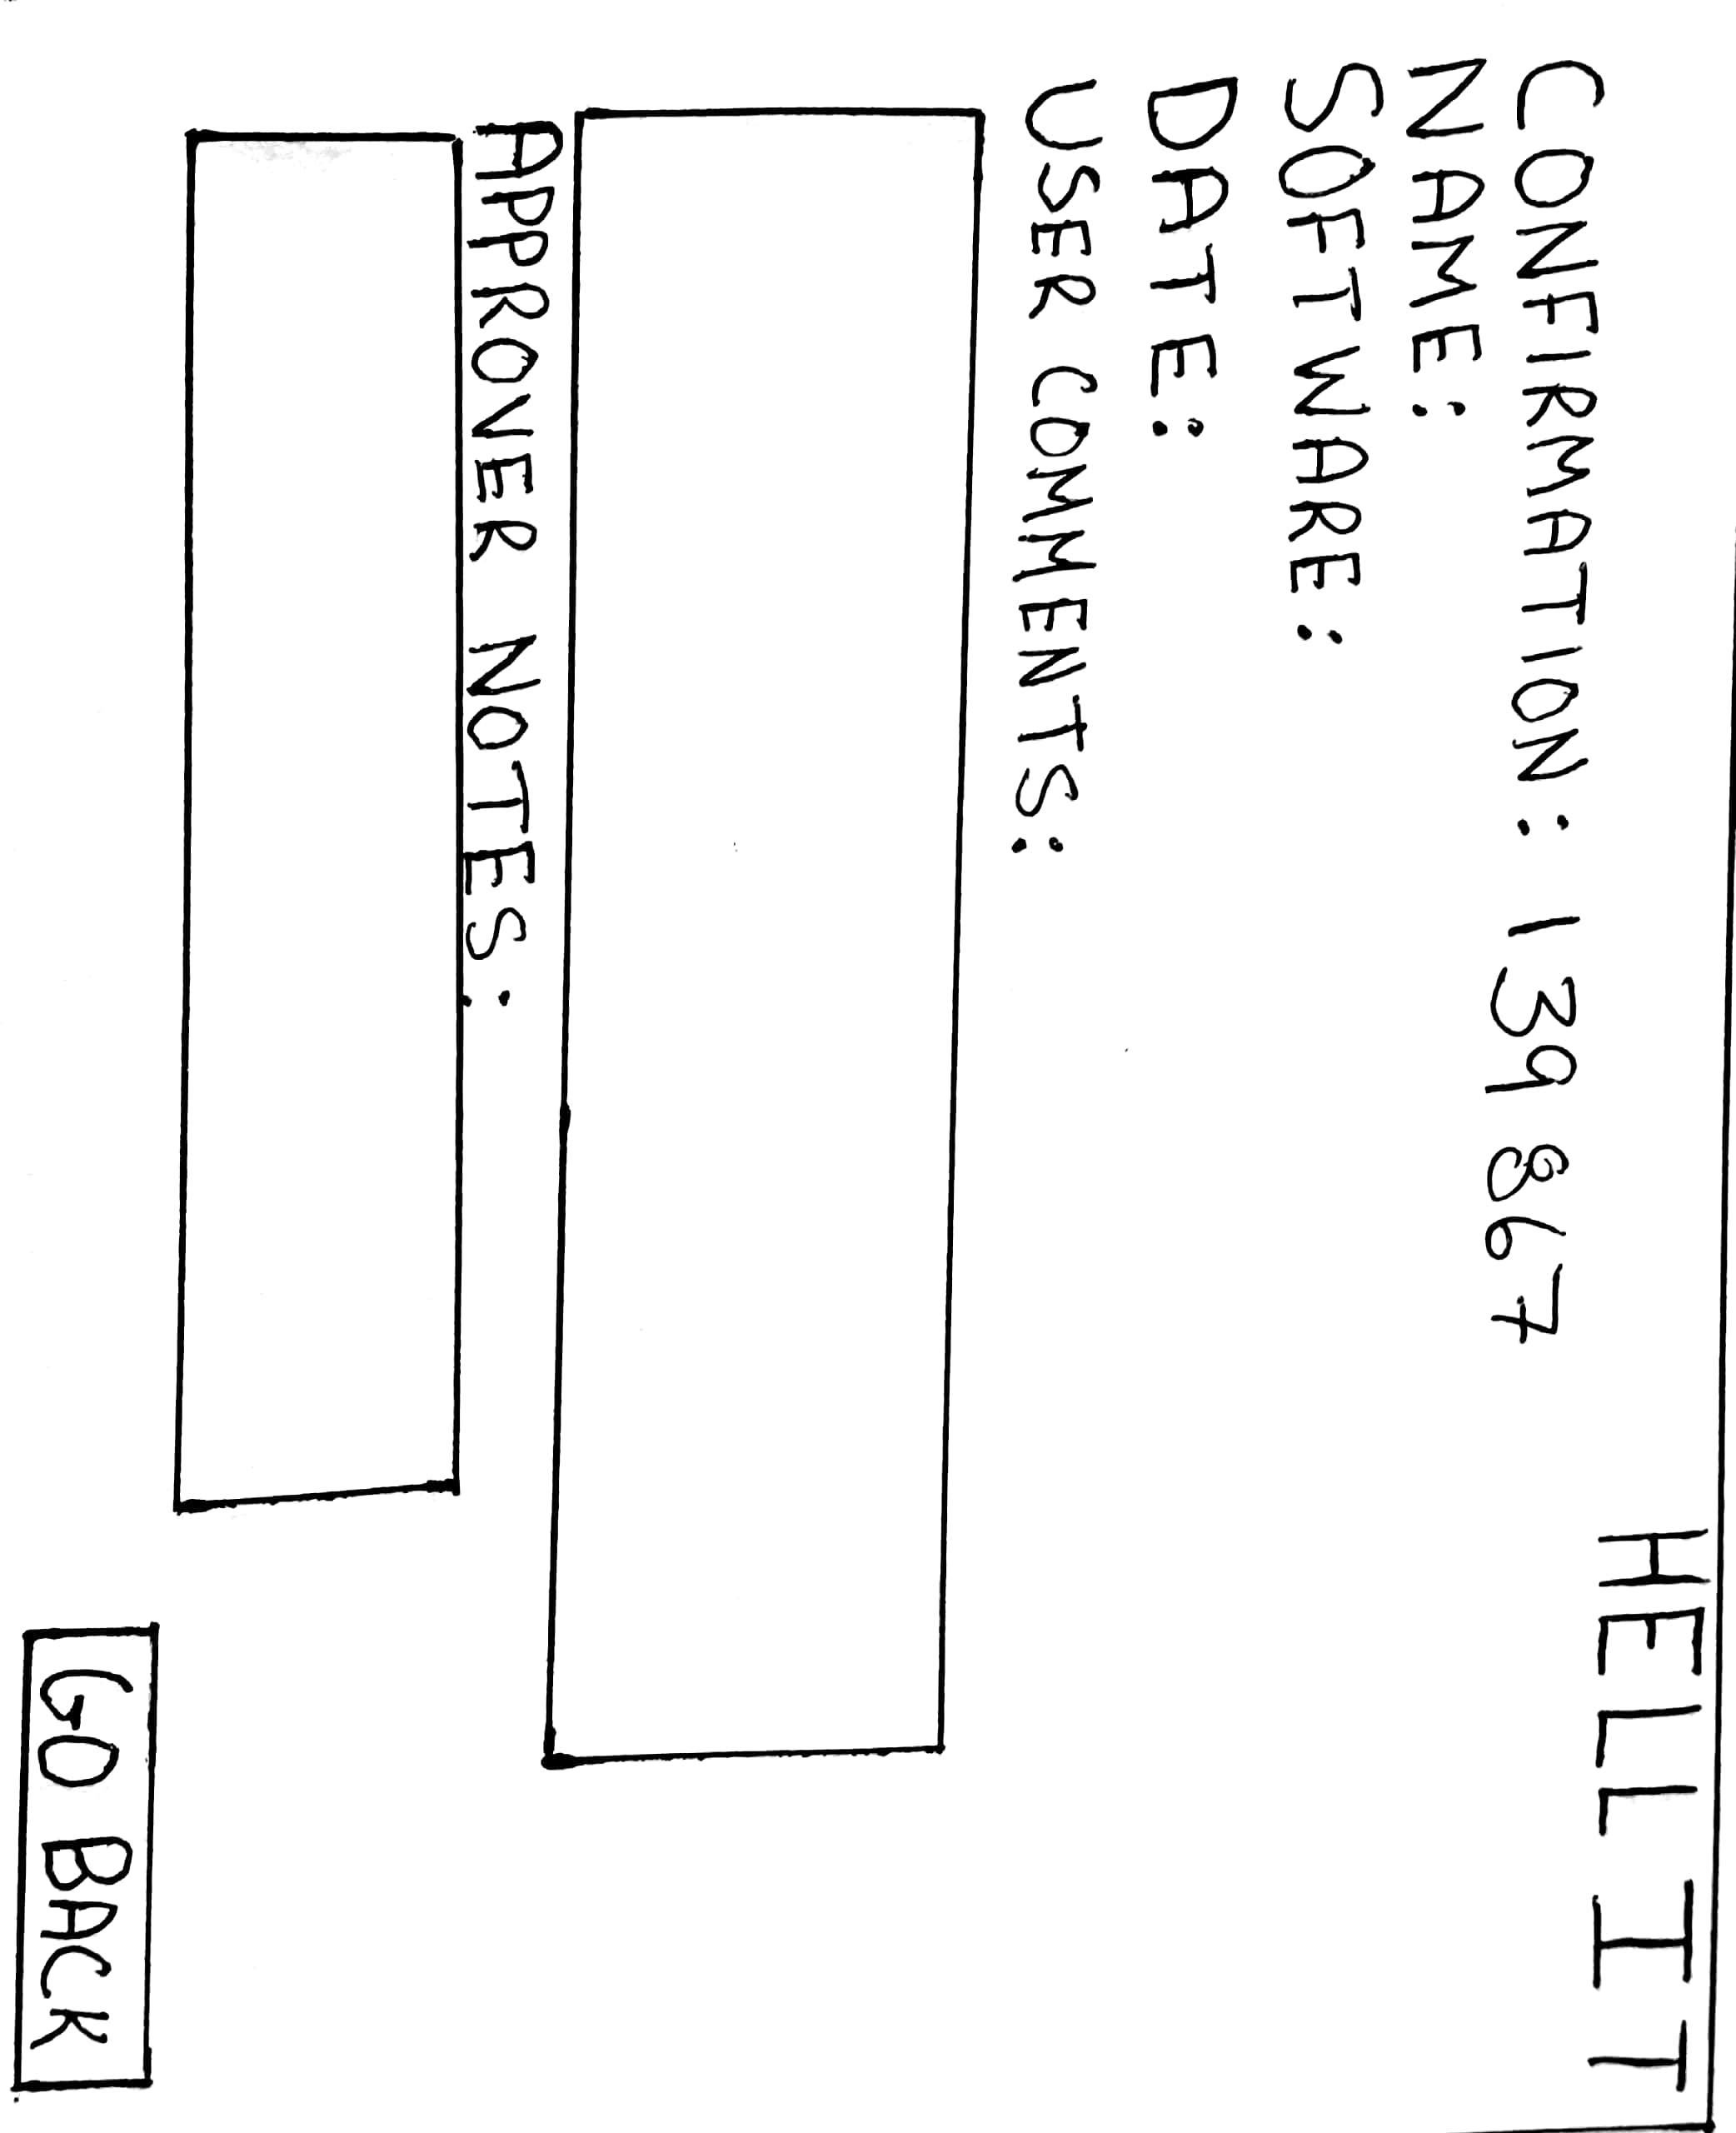 HELL IT
CONFIRMATION: 139867
NAME:
SOFTWARE:
DATE:
USER COMMENTS:
APPROVER NOTES:
GO BACK